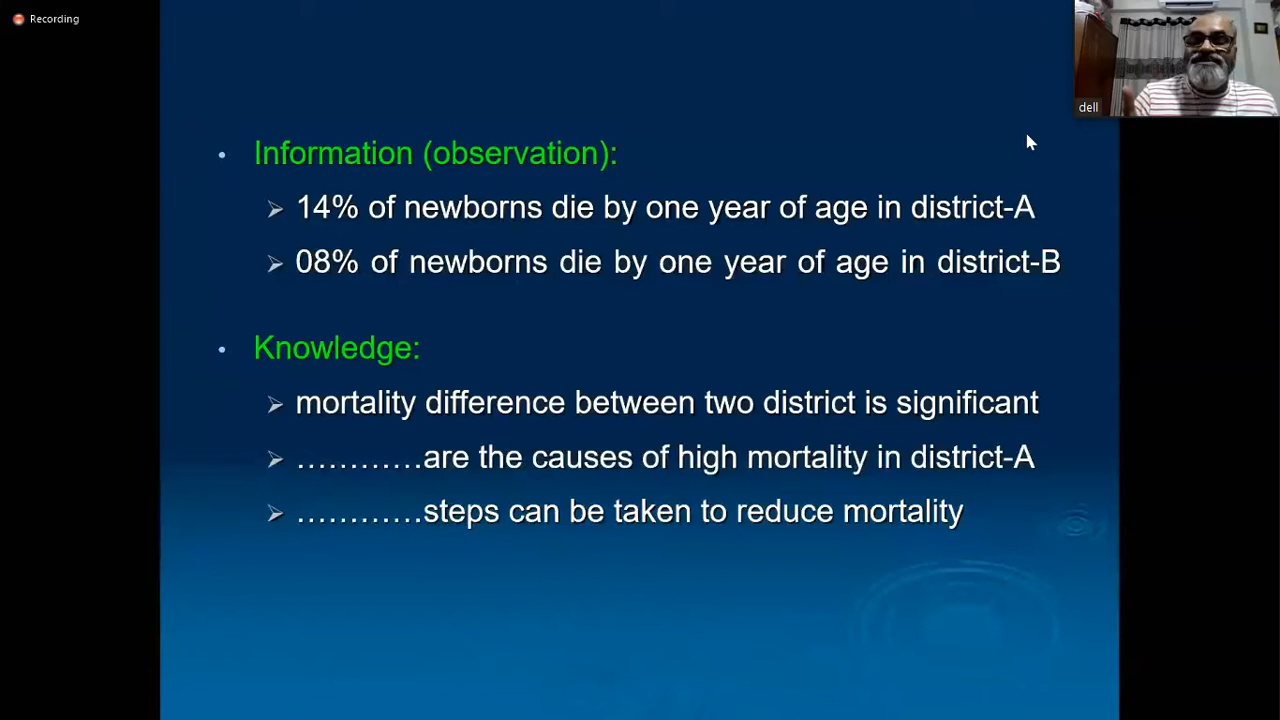 Recording
dell
• Information (observation):
➢ 14% of newborns die by one year of age in district-A
➢ 08% of newborns die by one year of age in district-B
• Knowledge:
➢ mortality difference between two district is significant
➢ …………are the causes of high mortality in district-A
➢ …………steps can be taken to reduce mortality